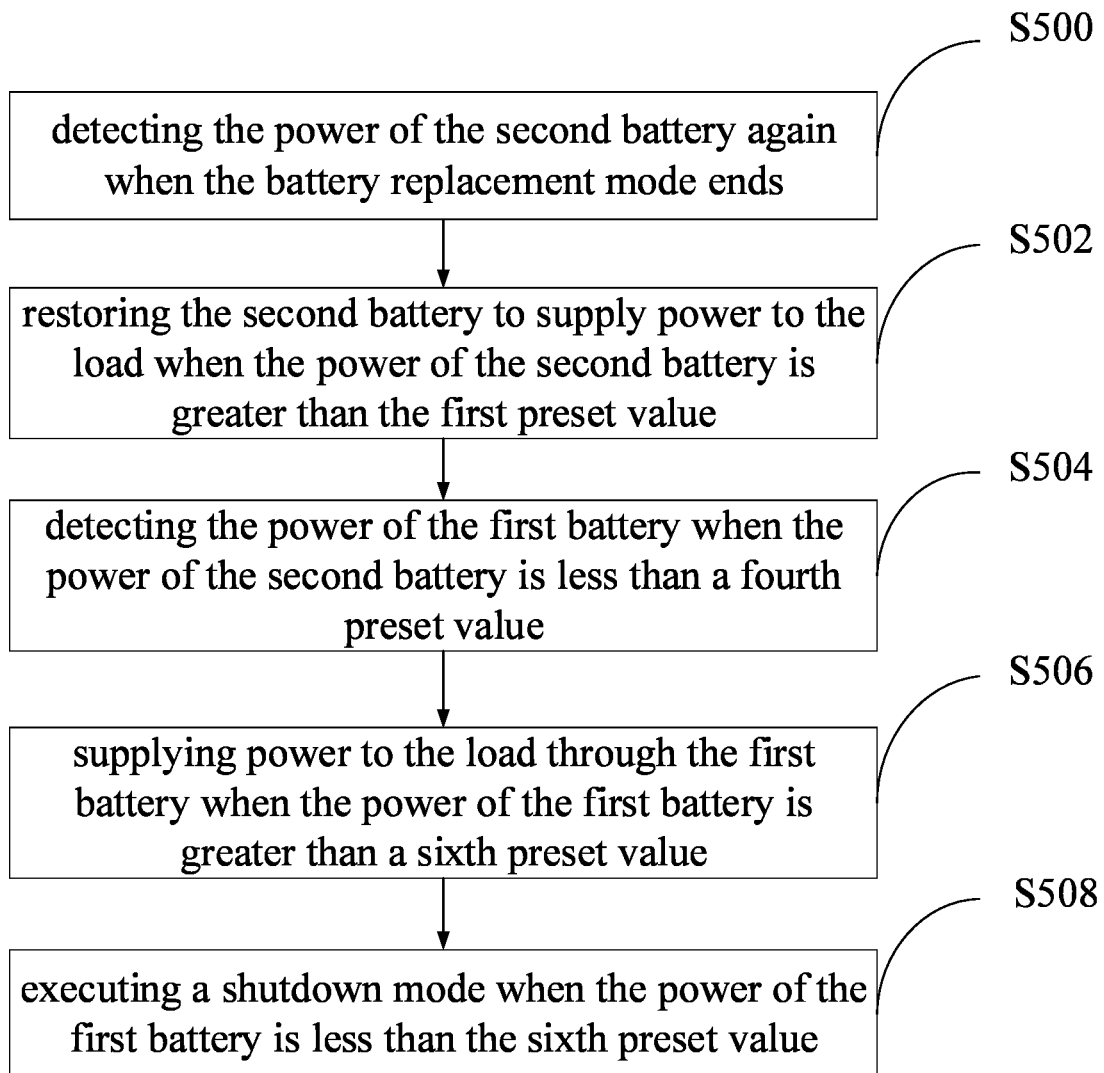 S500
detecting the power of the second battery again
when the battery replacement mode ends
S502
restoring the second battery to supply power to the
load when the power of the second battery is
greater than the first preset value
S504
detecting the power of the first battery when the
power of the second battery is less than a fourth
preset value
S506
supplying power to the load through the first
battery when the power of the first battery is
greater than a sixth preset value
S508
executing a shutdown mode when the power of the
first battery is less than the sixth preset value